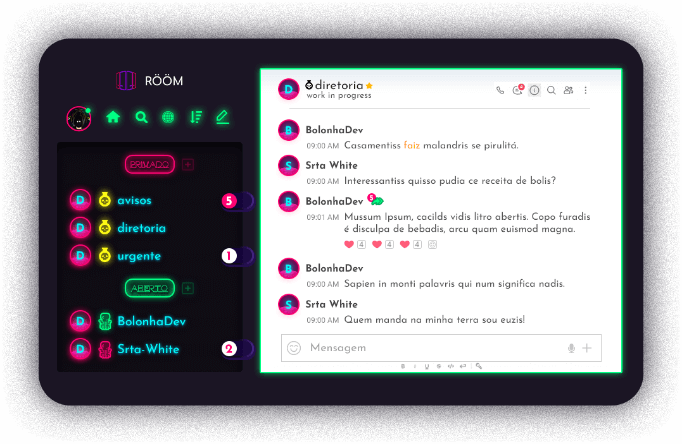 RÖÖM
PRIVADO
D avisos 5
D diretoria
D urgente 1
ABERTO
D BolonhaDev
D Srta-White 2
D diretoria
work in progress
4
B BolonhaDev
09:00 AM Casamentiss faiz malandris se pirulitá.
S Srta White
09:00 AM Interessantiss quisso pudia ce receita de bolis?
B BolonhaDev 5
09:01 AM Mussum Ipsum, cacilds vidis litro abertis. Copo furadis
é disculpa de bebadis, arcu quam euismod magna.
4 4 4
B BolonhaDev
09:00 AM Sapien in monti palavris qui num significa nadis.
S Srta White
09:00 AM Quem manda na minha terra sou euzis!
Mensagem
B I U S </>